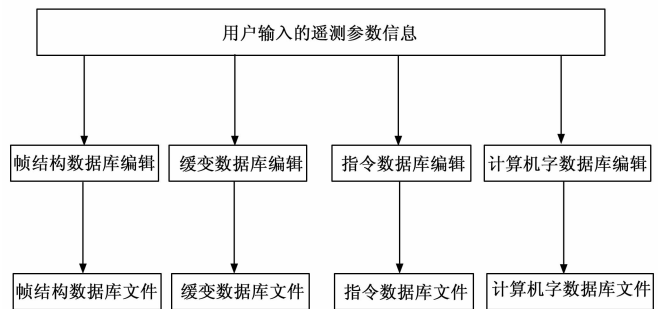 用户输入的遥测参数信息
帧结构数据库编辑
缓变数据库编辑
指令数据库编辑
计算机字数据库编辑
帧结构数据库文件
缓变数据库文件
指令数据库文件
计算机字数据库文件